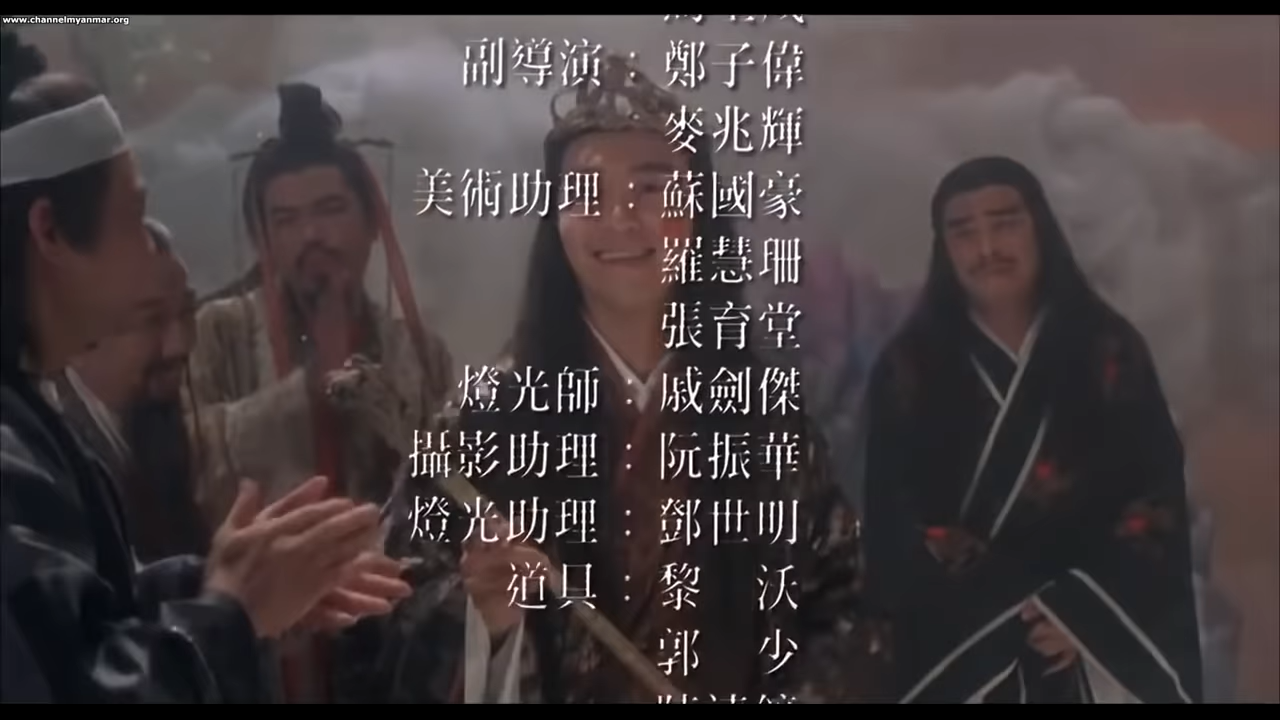 www.channelmyanmar.org
副導演：鄭子偉
麥兆輝
美術助理：蘇國豪
羅慧珊
張育堂
燈光師：戚劍傑
攝影助理：阮振華
燈光助理：鄧世明
道具：黎　沃
郭　少